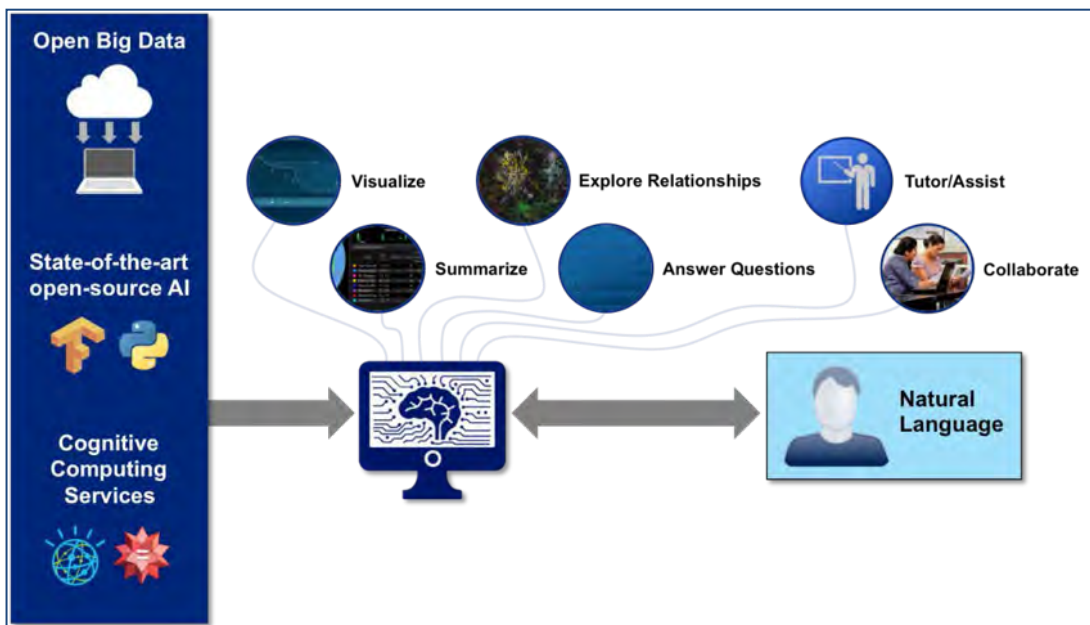 Open Big Data
State-of-the-art
open-source AI
Cognitive
Computing
Services
Visualize
Explore Relationships
Tutor/Assist
Summarize
Answer Questions
Collaborate
Natural
Language